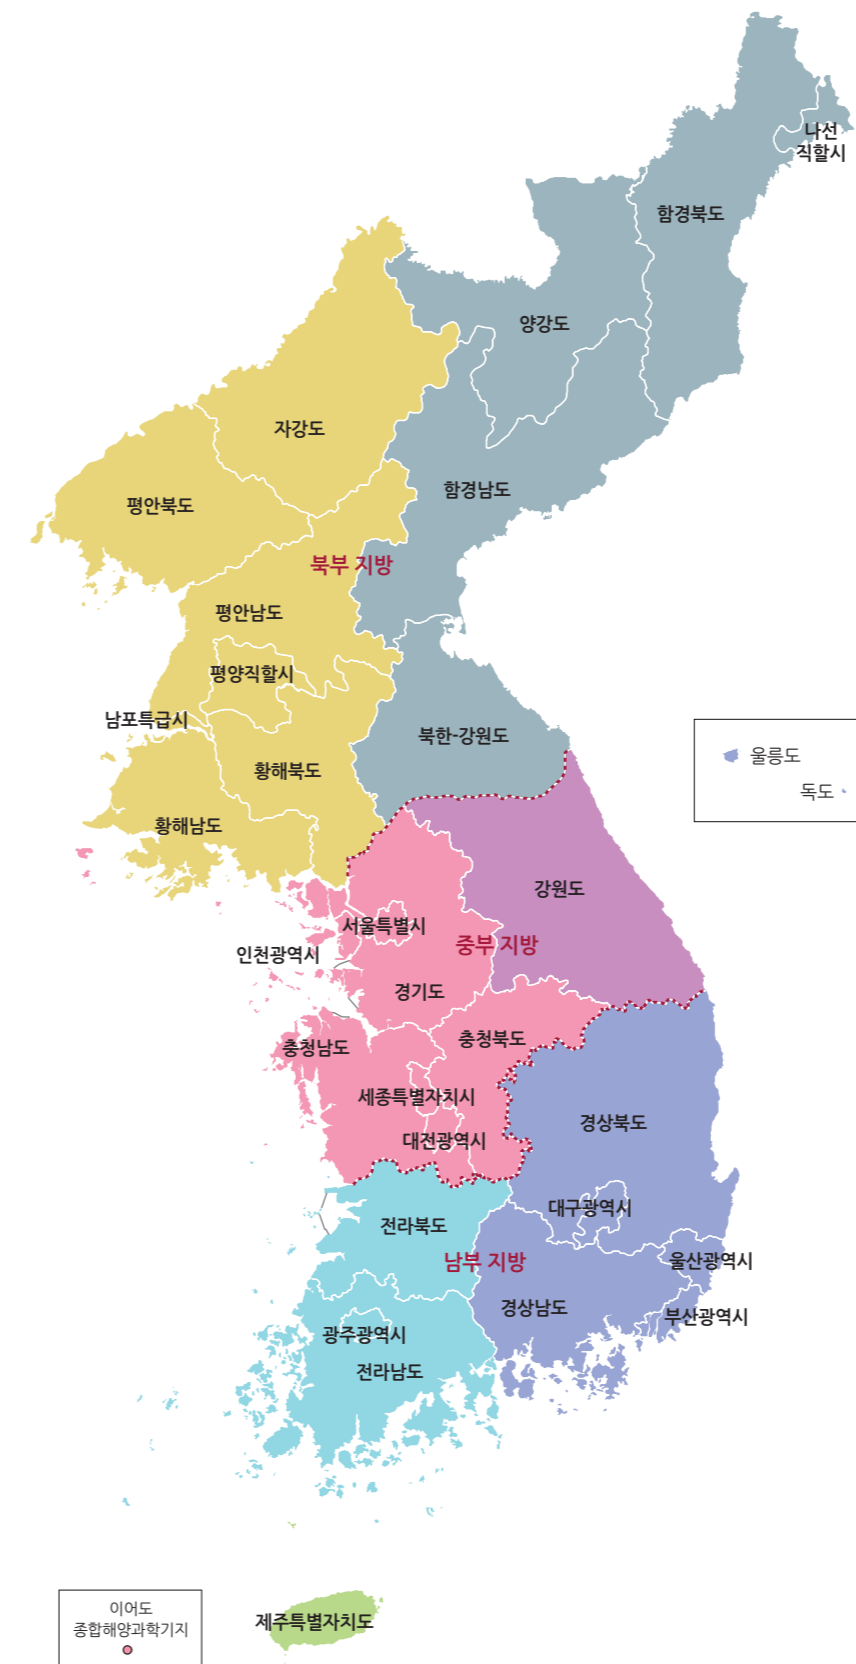 나선
직할시
함경북도
양강도
자강도
함경남도
평안북도
북부 지방
평안남도
평양직할시
남포특급시
북한-강원도
울릉도
황해북도
독도
황해남도
강원도
서울특별시
중부 지방
인천광역시
경기도
충청북도
충청남도
세종특별자치시
경상북도
대전광역시
대구광역시
전라북도
남부 지방
울산광역시
경상남도
부산광역시
광주광역시
전라남도
이어도
종합해양과학기지
제주특별자치도